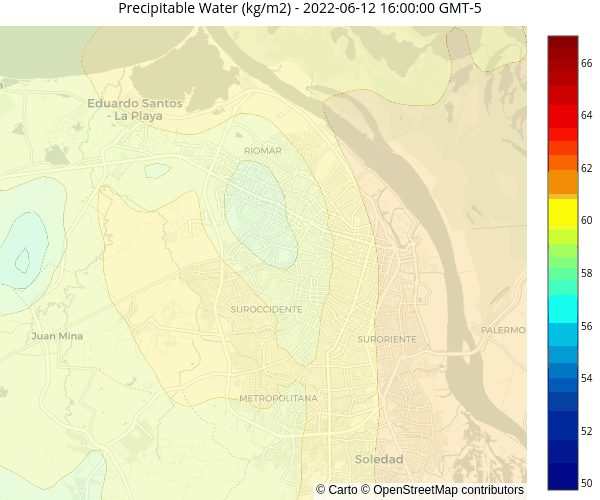 Precipitable Water (kg/m2) - 2022-06-12 16:00:00 GMT-5
Eduardo Santos
- La Playa
RIOMAR
SUROCCIDENTE
Juan Mina
SURORIENTE
PALERMO
METROPOLITANA
Soledad
© Carto © OpenStreetMap contributors
66
64
62
60
58
56
54
52
50